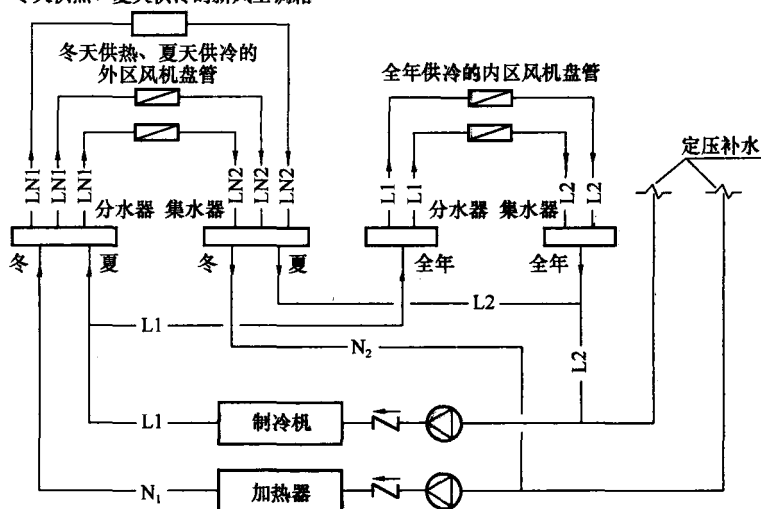 冬天供热、夏天供冷的新风空调箱
冬天供热、夏天供冷的
外区风机盘管
全年供冷的内区风机盘管
定压补水
LN1
LN1
LN1
LN2
LN2
LN2
L1
L1
L2
L2
分水器 集水器
分水器 集水器
冬
夏
冬
夏
全年
全年
L1
L2
N₂
L2
L1
制冷机
N₁
加热器